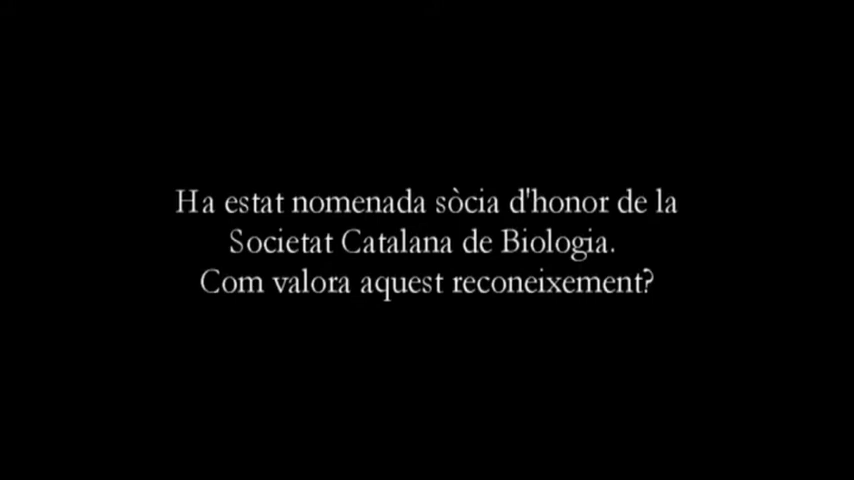 Ha estat nomenada sòcia d'honor de la
Societat Catalana de Biologia.
Com valora aquest reconeixement?